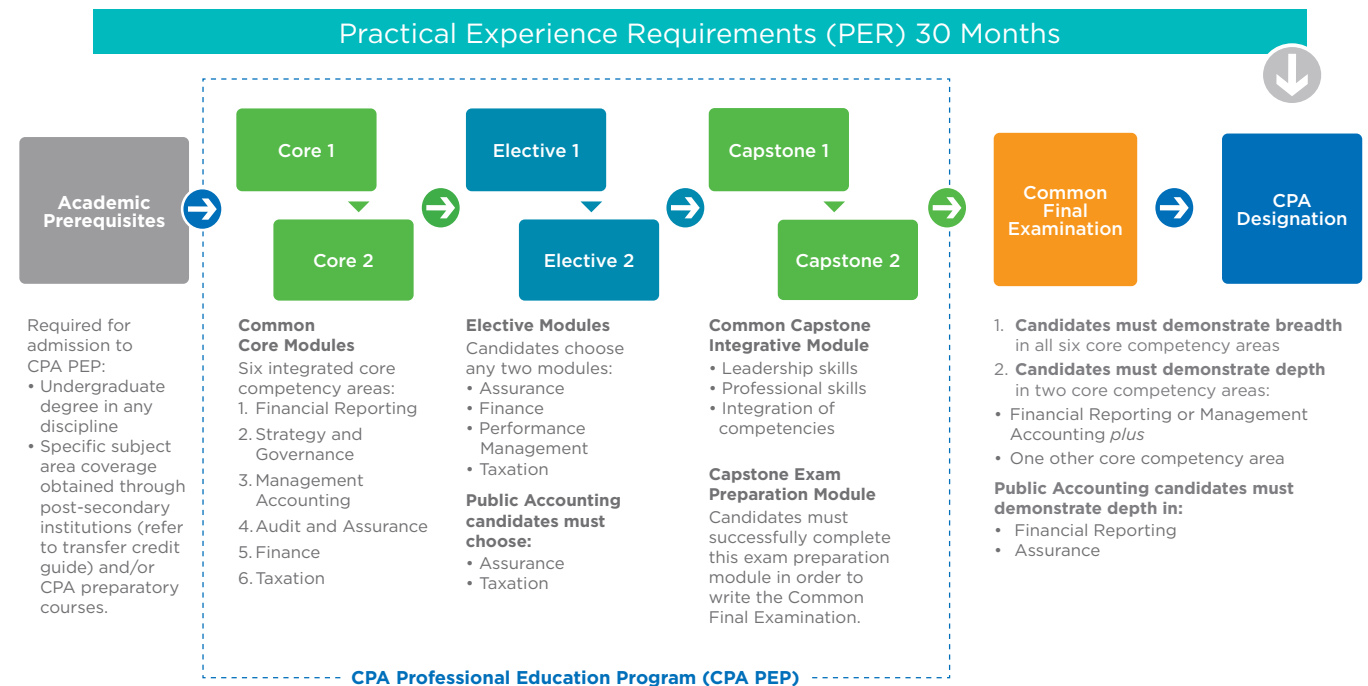 Practical Experience Requirements (PER) 30 Months
Academic
Prerequisites
Core 1
Core 2
Elective 1
Elective 2
Capstone 1
Capstone 2
Common
Final
Examination
CPA
Designation
Required for
admission to
CPA PEP:
• Undergraduate
degree in any
discipline
• Specific subject
area coverage
obtained through
post-secondary
institutions (refer
to transfer credit
guide) and/or
CPA preparatory
courses.
Common
Core Modules
Six integrated core
competency areas:
1. Financial Reporting
2. Strategy and
Governance
3. Management
Accounting
4. Audit and Assurance
5. Finance
6. Taxation
Elective Modules
Candidates choose
any two modules:
• Assurance
• Finance
• Performance
Management
• Taxation
Public Accounting
candidates must
choose:
• Assurance
• Taxation
Common Capstone
Integrative Module
• Leadership skills
• Professional skills
• Integration of
competencies
Capstone Exam
Preparation Module
Candidates must
successfully complete
this exam preparation
module in order to
write the Common
Final Examination.
1. Candidates must demonstrate breadth
in all six core competency areas
2. Candidates must demonstrate depth
in two core competency areas:
• Financial Reporting or Management
Accounting plus
• One other core competency area
Public Accounting candidates must
demonstrate depth in:
• Financial Reporting
• Assurance
CPA Professional Education Program (CPA PEP)